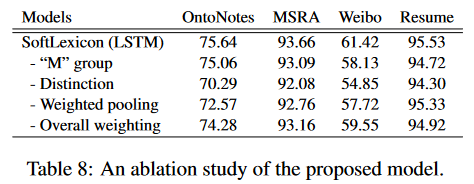 Models OntoNotes MSRA Weibo Resume
SoftLexicon (LSTM) 75.64 93.66 61.42 95.53
- “M” group 75.06 93.09 58.13 94.72
- Distinction 70.29 92.08 54.85 94.30
- Weighted pooling 72.57 92.76 57.72 95.33
- Overall weighting 74.28 93.16 59.55 94.92
Table 8: An ablation study of the proposed model.